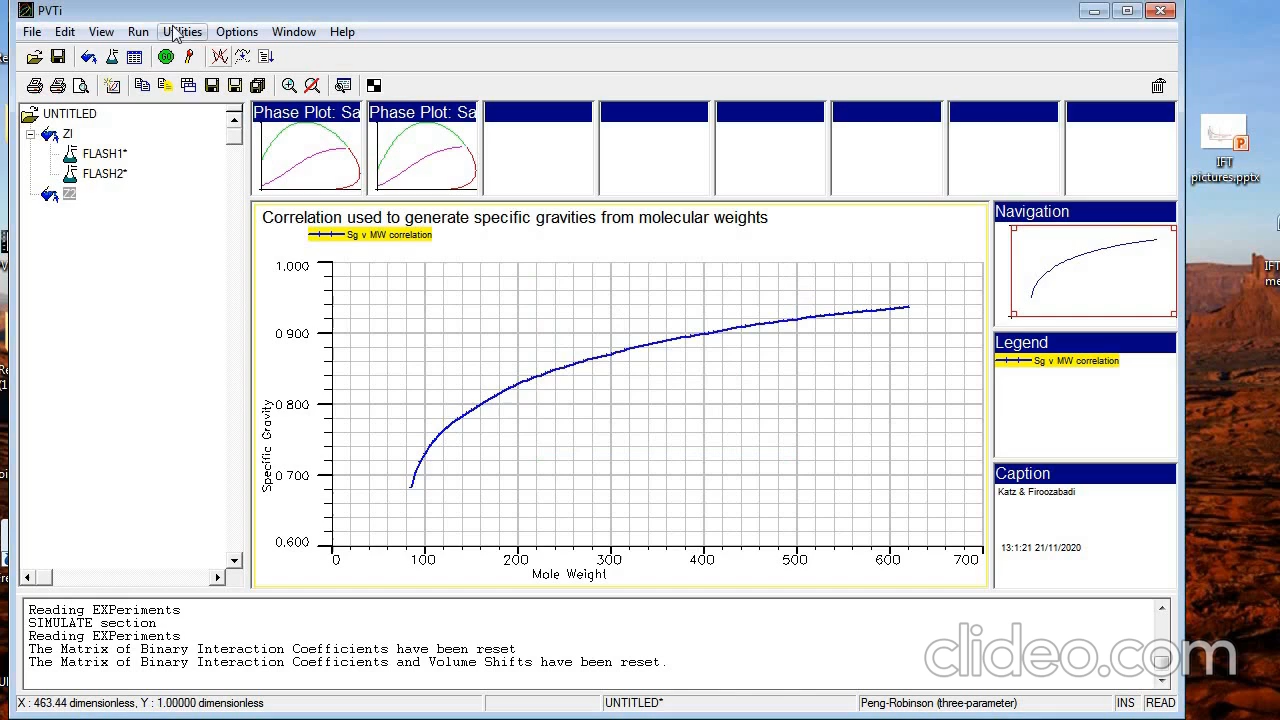 PVTi
File Edit View Run Utilities Options Window Help
UNTITLED
ZI
FLASH1*
FLASH2*
Z2
Phase Plot: Sa
Phase Plot: Sa
Correlation used to generate specific gravities from molecular weights
Sg v MW correlation
1.000
0.900
0.800
0.700
0.600
Specific Gravity
0 100 200 300 400 500 600 700
Mole Weight
Navigation
Legend
Sg v MW correlation
Caption
Katz & Firoozabadi
13:1:21 21/11/2020
Reading EXPeriments
SIMULATE section
Reading EXPeriments
The Matrix of Binary Interaction Coefficients have been reset
The Matrix of Binary Interaction Coefficients and Volume Shifts have been reset.
X : 463.44 dimensionless, Y : 1.00000 dimensionless
UNTITLED*
Peng-Robinson (three-parameter)
INS
READ
IFT
pictures.pptx
IFT
me
clideo.com